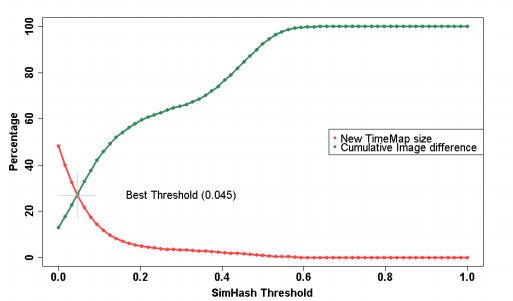 100
80
60
40
20
0
Percentage
New TimeMap size
Cumulative Image difference
Best Threshold (0.045)
0.0 0.2 0.4 0.6 0.8 1.0
SimHash Threshold